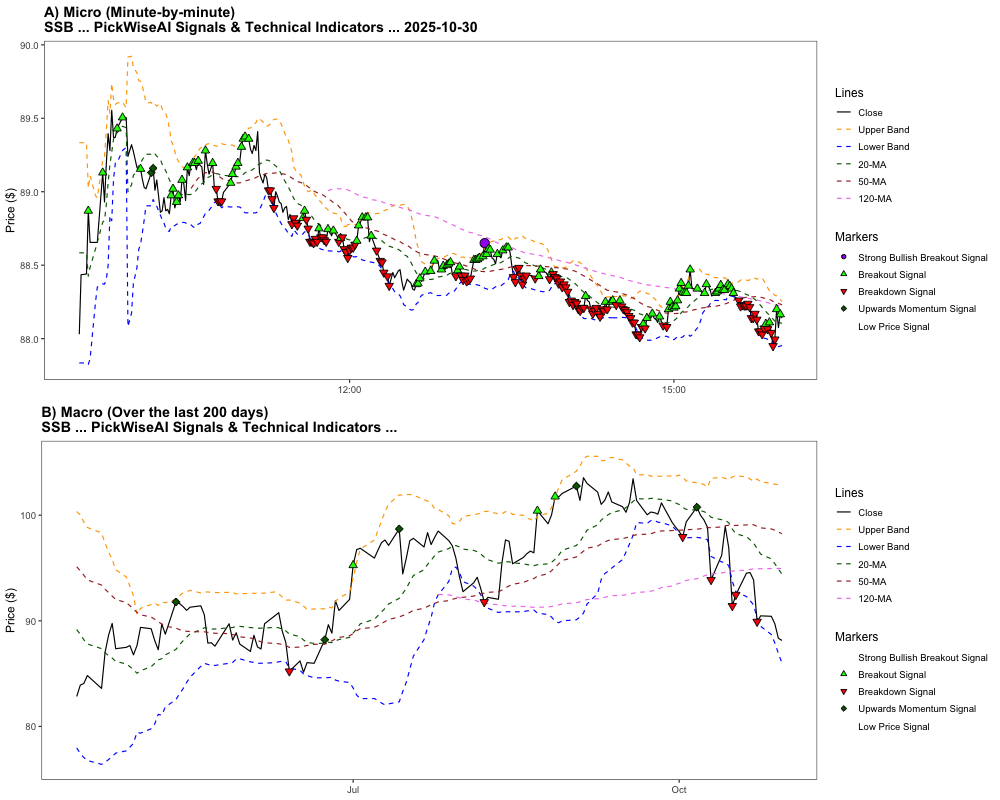 A) Micro (Minute-by-minute)
SSB ... PickWiseAI Signals & Technical Indicators ... 2025-10-30
Price ($)
90.0
89.5
89.0
88.5
88.0
12:00
15:00
Lines
Close
Upper Band
Lower Band
20-MA
50-MA
120-MA
Markers
Strong Bullish Breakout Signal
Breakout Signal
Breakdown Signal
Upwards Momentum Signal
Low Price Signal
B) Macro (Over the last 200 days)
SSB ... PickWiseAI Signals & Technical Indicators ...
Price ($)
100
90
80
Jul
Oct
Lines
Close
Upper Band
Lower Band
20-MA
50-MA
120-MA
Markers
Strong Bullish Breakout Signal
Breakout Signal
Breakdown Signal
Upwards Momentum Signal
Low Price Signal